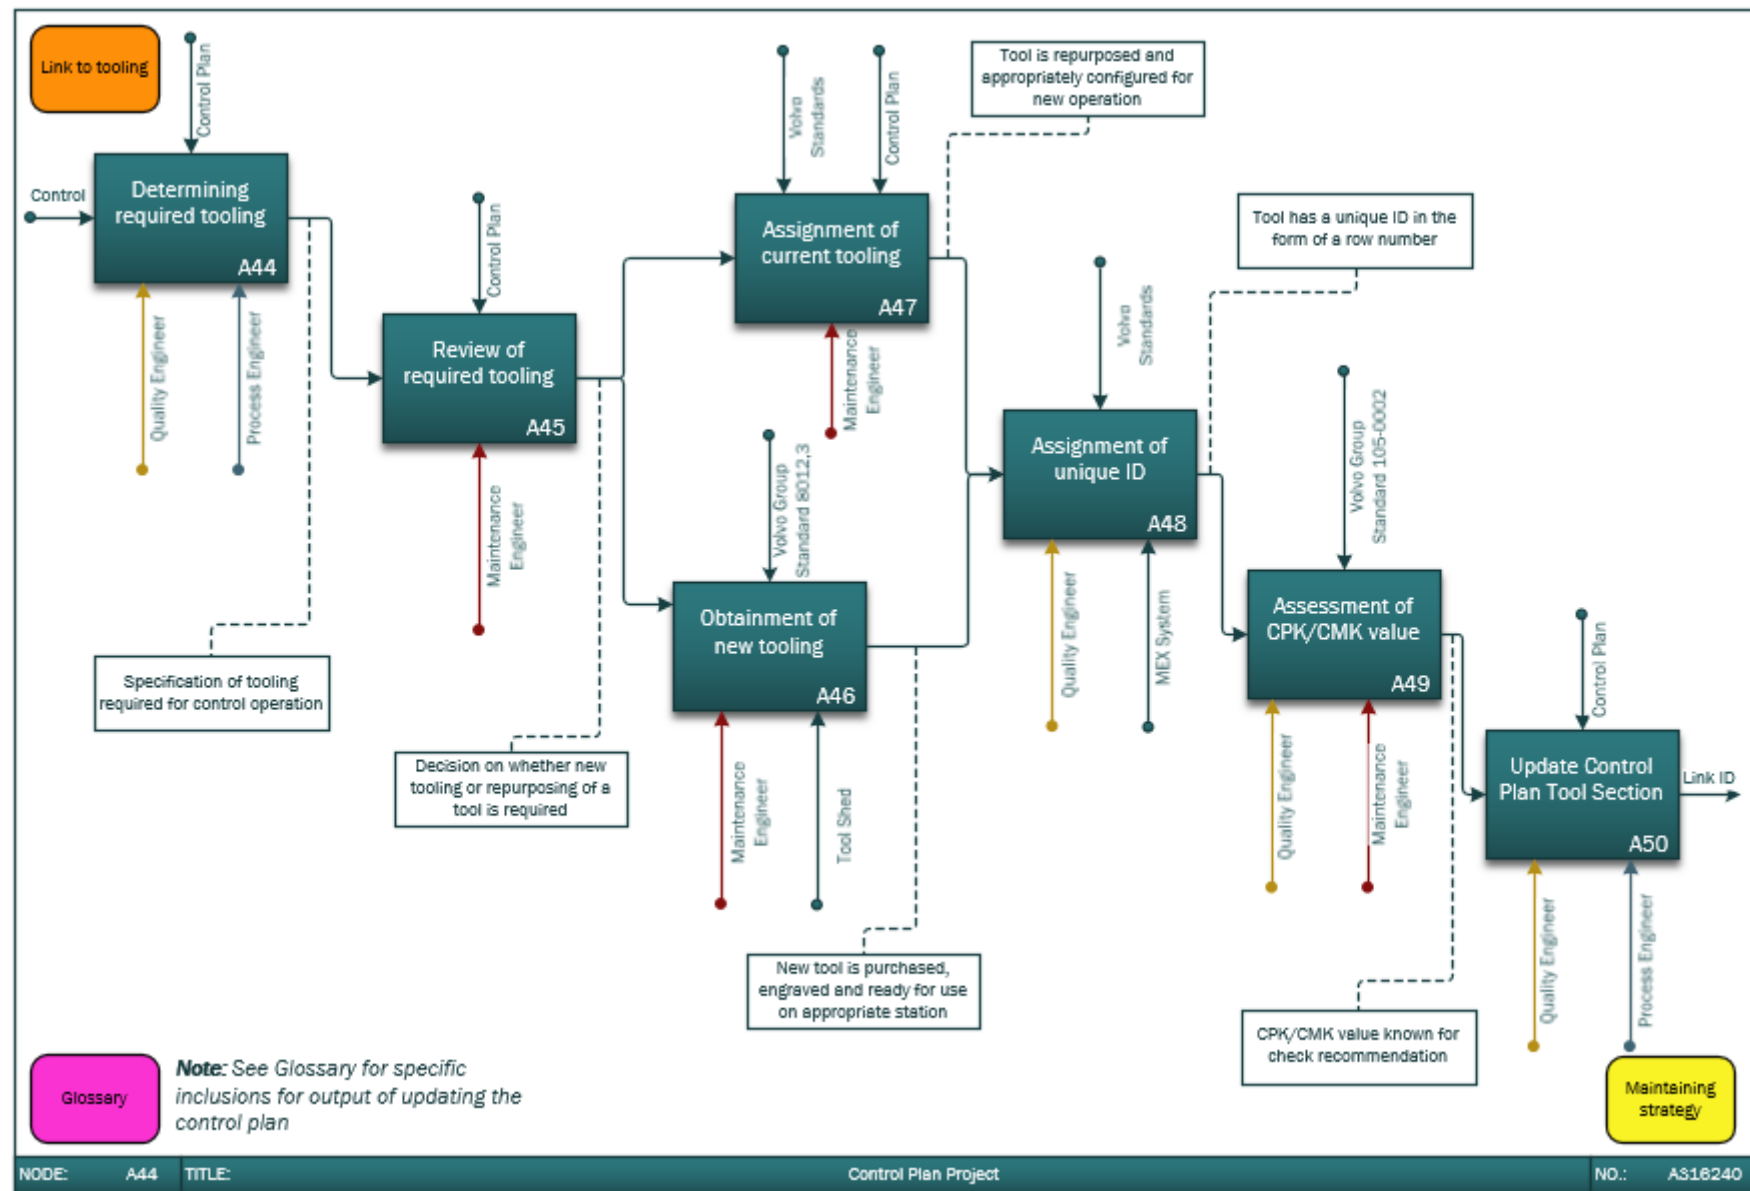 Link to tooling
Control Plan
Control
Determining
required tooling
A44
Quality Engineer
Process Engineer
Specification of tooling
required for control operation
Control Plan
Review of
required tooling
A45
Maintenance
Engineer
Decision on whether new
tooling or repurposing of a
tool is required
Volvo
Standards
Control Plan
Tool is repurposed and
appropriately configured for
new operation
Assignment of
current tooling
A47
Maintenance
Engineer
Volvo Group
Standard 8012,3
Obtainment of
new tooling
A46
Maintenance
Engineer
Tool Shed
New tool is purchased,
engraved and ready for use
on appropriate station
Volvo
Standards
Tool has a unique ID in the
form of a row number
Assignment of
unique ID
A48
Quality Engineer
MEX System
Volvo Group
Standard 105-0002
Assessment of
CPK/CMK value
A49
Quality Engineer
Maintenance
Engineer
CPK/CMK value known for
check recommendation
Control Plan
Update Control
Plan Tool Section
A50
Link ID
Quality Engineer
Process Engineer
Glossary
Note: See Glossary for specific
inclusions for output of updating the
control plan
Maintaining
strategy
NODE: A44 TITLE: Control Plan Project NO.: A316240